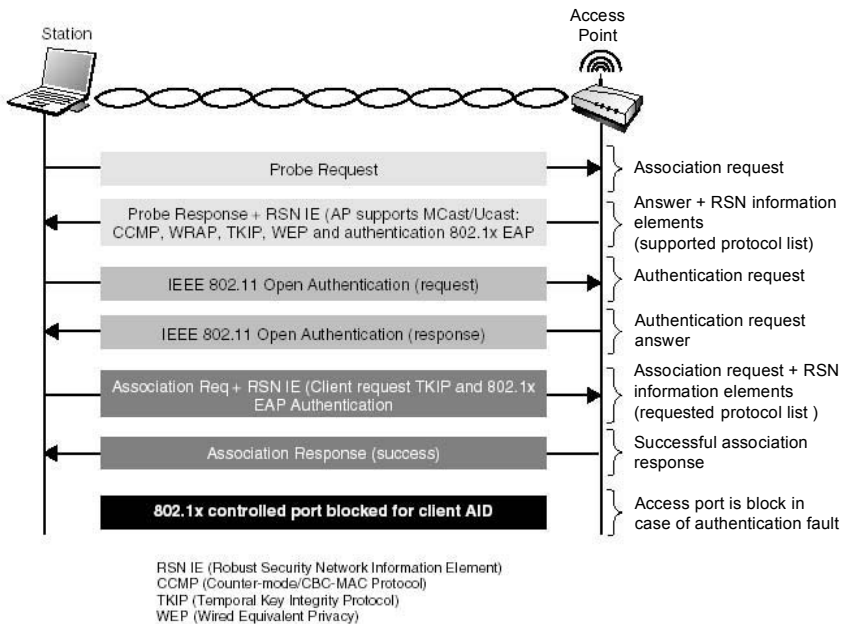 Station
Access
Point
Probe Request
Association request
Probe Response + RSN IE (AP supports MCast/Ucast:
CCMP, WRAP, TKIP, WEP and authentication 802.1x EAP
Answer + RSN information
elements
(supported protocol list)
IEEE 802.11 Open Authentication (request)
Authentication request
IEEE 802.11 Open Authentication (response)
Authentication request
answer
Association Req + RSN IE (Client request TKIP and 802.1x
EAP Authentication
Association request + RSN
information elements
(requested protocol list )
Association Response (success)
Successful association
response
802.1x controlled port blocked for client AID
Access port is block in
case of authentication fault
RSN IE (Robust Security Network Information Element)
CCMP (Counter-mode/CBC-MAC Protocol)
TKIP (Temporal Key Integrity Protocol)
WEP (Wired Equivalent Privacy)